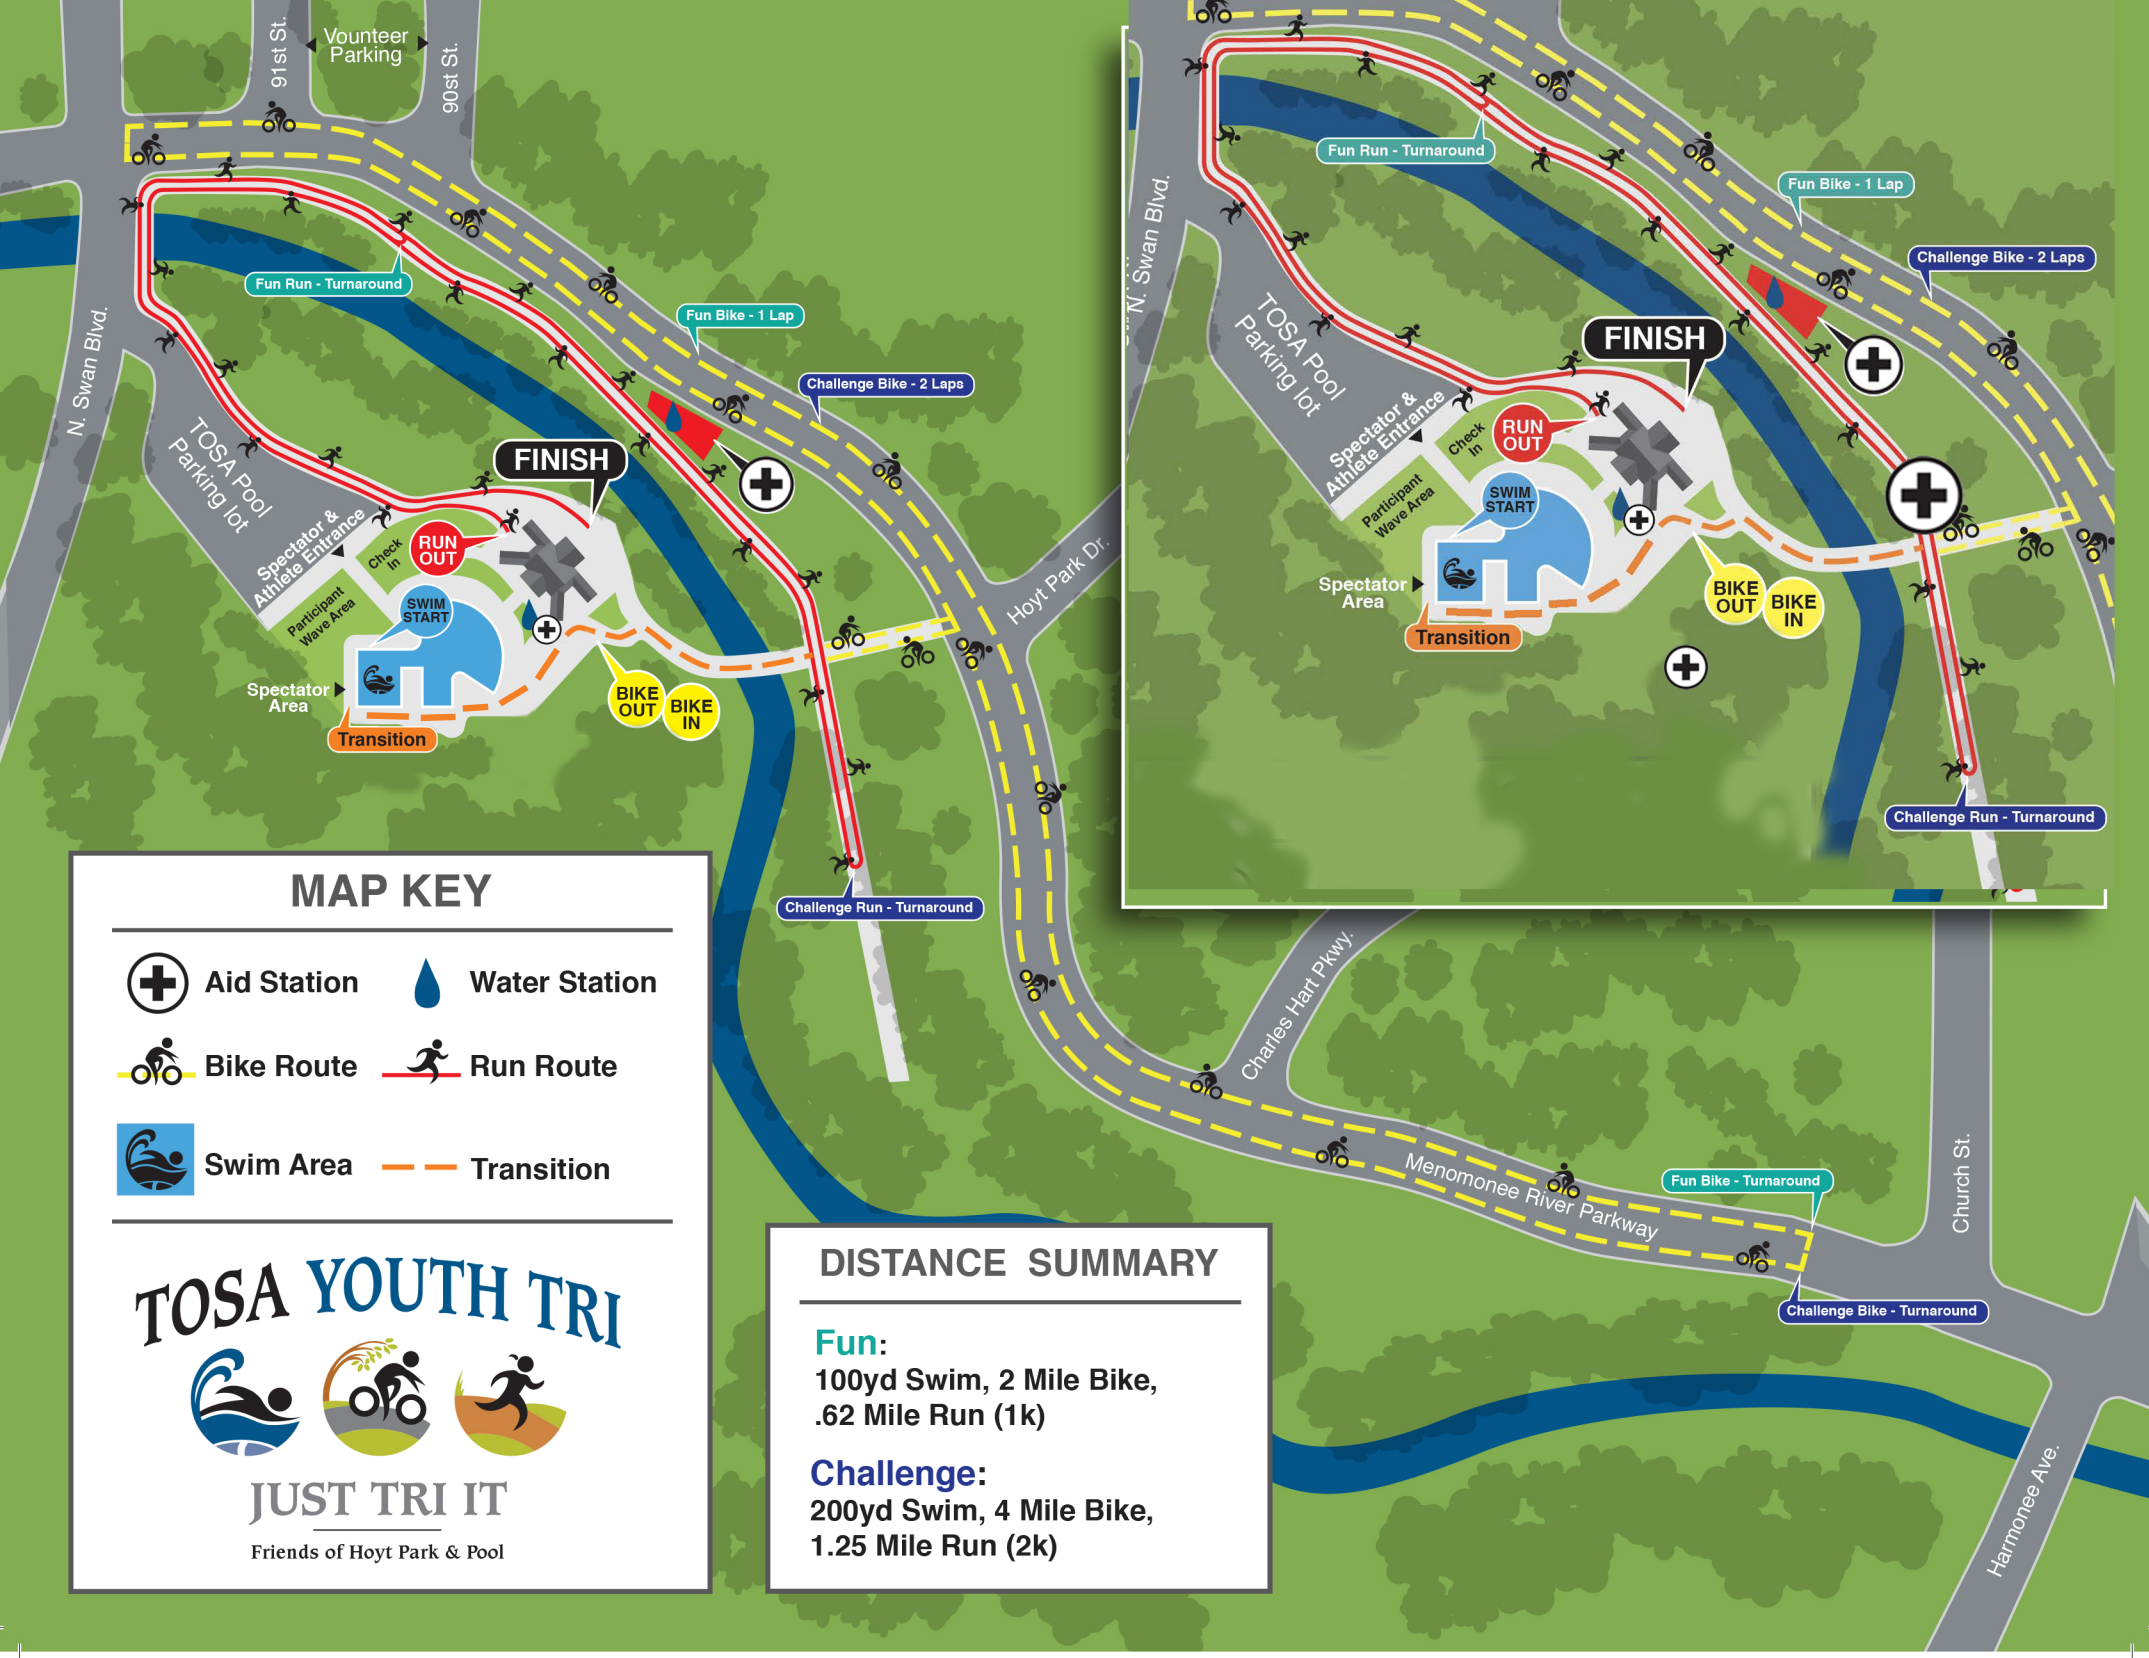 91st St.
Vounteer
Parking
90st St.
N. Swan Blvd.
Fun Run - Turnaround
Fun Bike - 1 Lap
Challenge Bike - 2 Laps
TOSA Pool
Parking lot
FINISH
Spectator &
Athlete Entrance
Check
In
RUN
OUT
Participant
Wave Area
SWIM
START
Spectator
Area
Transition
BIKE
OUT
BIKE
IN
Hoyt Park Dr.
Challenge Run - Turnaround
N. Swan Blvd.
Fun Run - Turnaround
Fun Bike - 1 Lap
Challenge Bike - 2 Laps
TOSA Pool
Parking lot
FINISH
Spectator &
Athlete Entrance
Check
In
RUN
OUT
Participant
Wave Area
SWIM
START
Spectator
Area
Transition
BIKE
OUT
BIKE
IN
Challenge Run - Turnaround
Charles Hart Pkwy.
Menomonee River Parkway
Fun Bike - Turnaround
Challenge Bike - Turnaround
Church St.
Harmonee Ave.
MAP KEY
Aid Station
Water Station
Bike Route
Run Route
Swim Area
Transition
TOSA YOUTH TRI
JUST TRI IT
Friends of Hoyt Park & Pool
DISTANCE SUMMARY
Fun:
100yd Swim, 2 Mile Bike,
.62 Mile Run (1k)
Challenge:
200yd Swim, 4 Mile Bike,
1.25 Mile Run (2k)